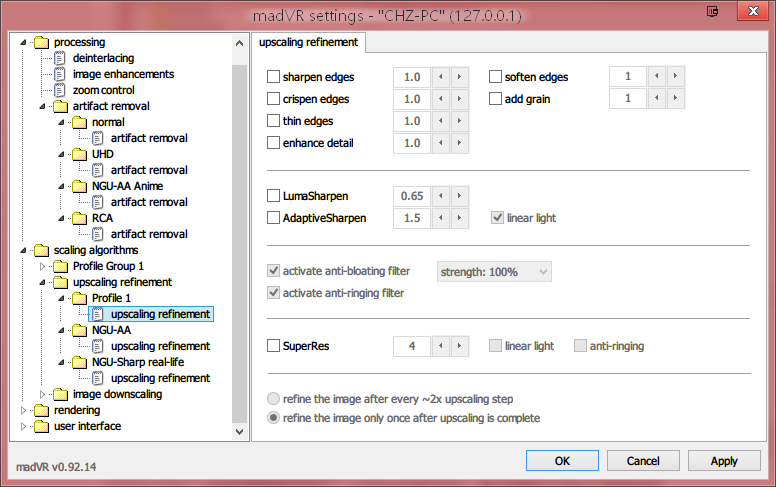 madVR settings - "CHZ-PC" (127.0.0.1)
processing
deinterlacing
image enhancements
zoom control
artifact removal
normal
artifact removal
UHD
artifact removal
NGU-AA Anime
artifact removal
RCA
artifact removal
scaling algorithms
Profile Group 1
upscaling refinement
Profile 1
upscaling refinement
NGU-AA
upscaling refinement
NGU-Sharp real-life
upscaling refinement
image downscaling
rendering
user interface
upscaling refinement
sharpen edges 1.0 soften edges 1
crispen edges 1.0 add grain 1
thin edges 1.0
enhance detail 1.0
LumaSharpen 0.65
AdaptiveSharpen 1.5 linear light
activate anti-bloating filter strength: 100%
activate anti-ringing filter
SuperRes 4 linear light anti-ringing
refine the image after every ~2x upscaling step
refine the image only once after upscaling is complete
madVR v0.92.14
OK Cancel Apply